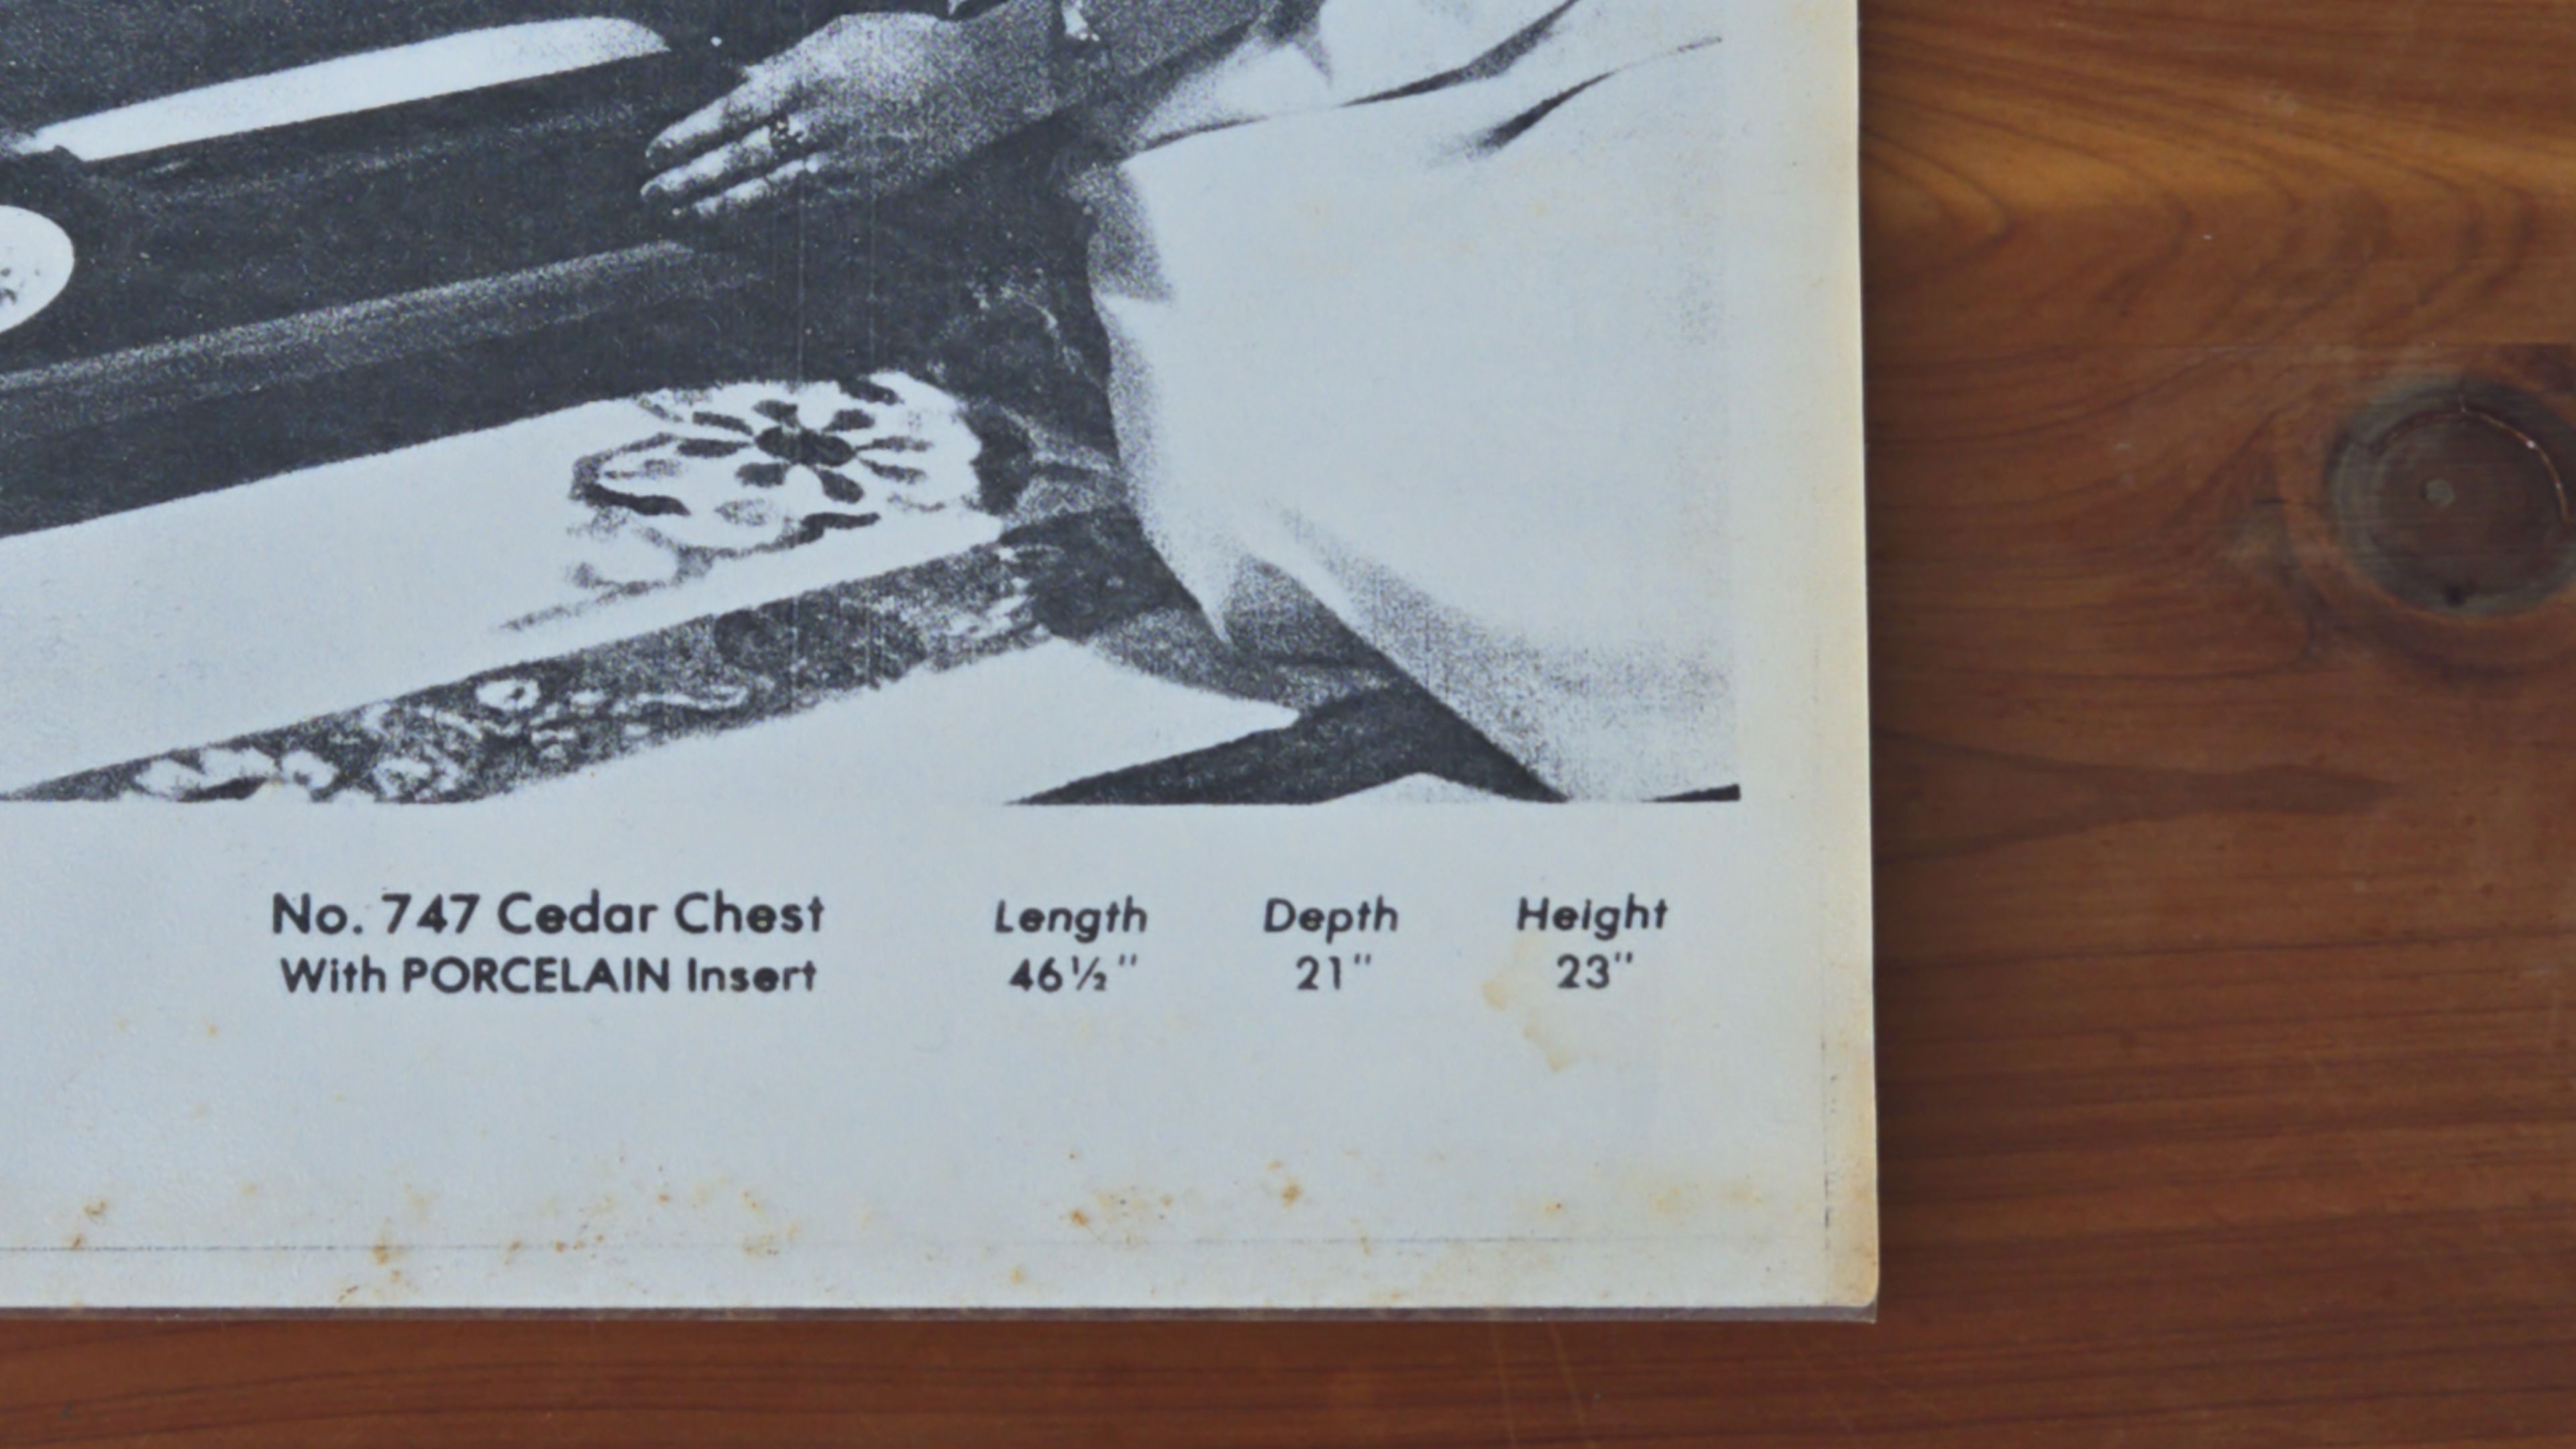 No. 747 Cedar Chest
With PORCELAIN Insert
Length Depth Height
46½" 21" 23"